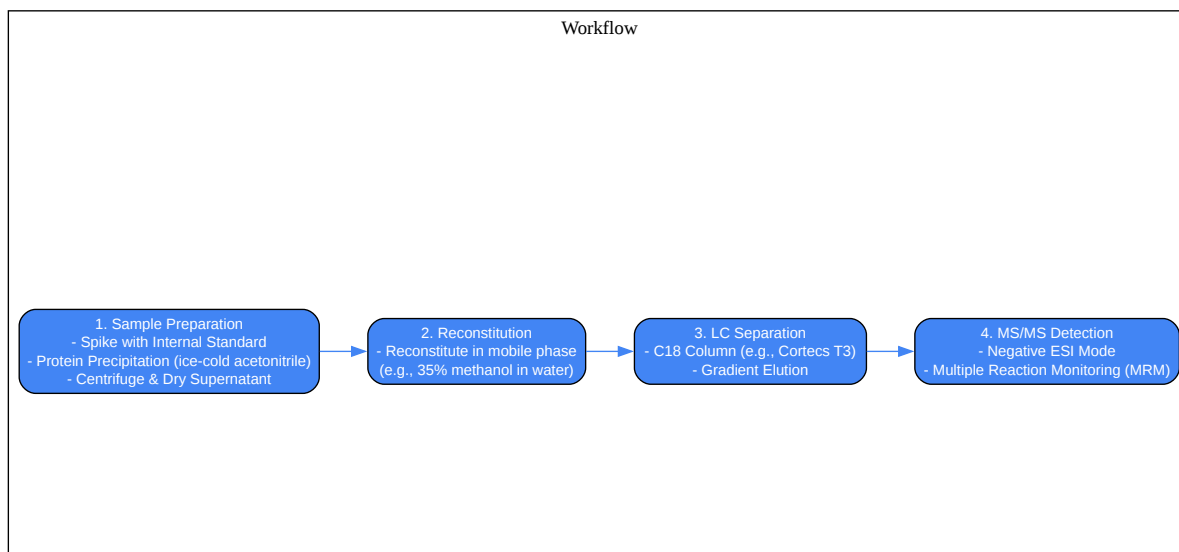 Workflow
1. Sample Preparation
- Spike with Internal Standard
- Protein Precipitation (ice-cold acetonitrile)
- Centrifuge & Dry Supernatant
2. Reconstitution
- Reconstitute in mobile phase
(e.g., 35% methanol in water)
3. LC Separation
- C18 Column (e.g., Cortecs T3)
- Gradient Elution
4. MS/MS Detection
- Negative ESI Mode
- Multiple Reaction Monitoring (MRM)